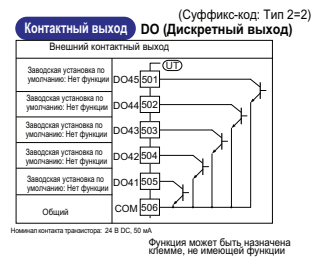 (Суффикс-код: Тип 2=2)
Контактный выход DO (Дискретный выход)
Внешний контактный выход
UT
Заводская установка по
умолчанию: Нет функции
DO45 501
Заводская установка по
умолчанию: Нет функции
DO44 502
Заводская установка по
умолчанию: Нет функции
DO43 503
Заводская установка по
умолчанию: Нет функции
DO42 504
Заводская установка по
умолчанию: Нет функции
DO41 505
Общий
COM 506
Номинал контакта транзистора: 24 В DC, 50 мА
Функция может быть назначена
клемме, не имеющей функции